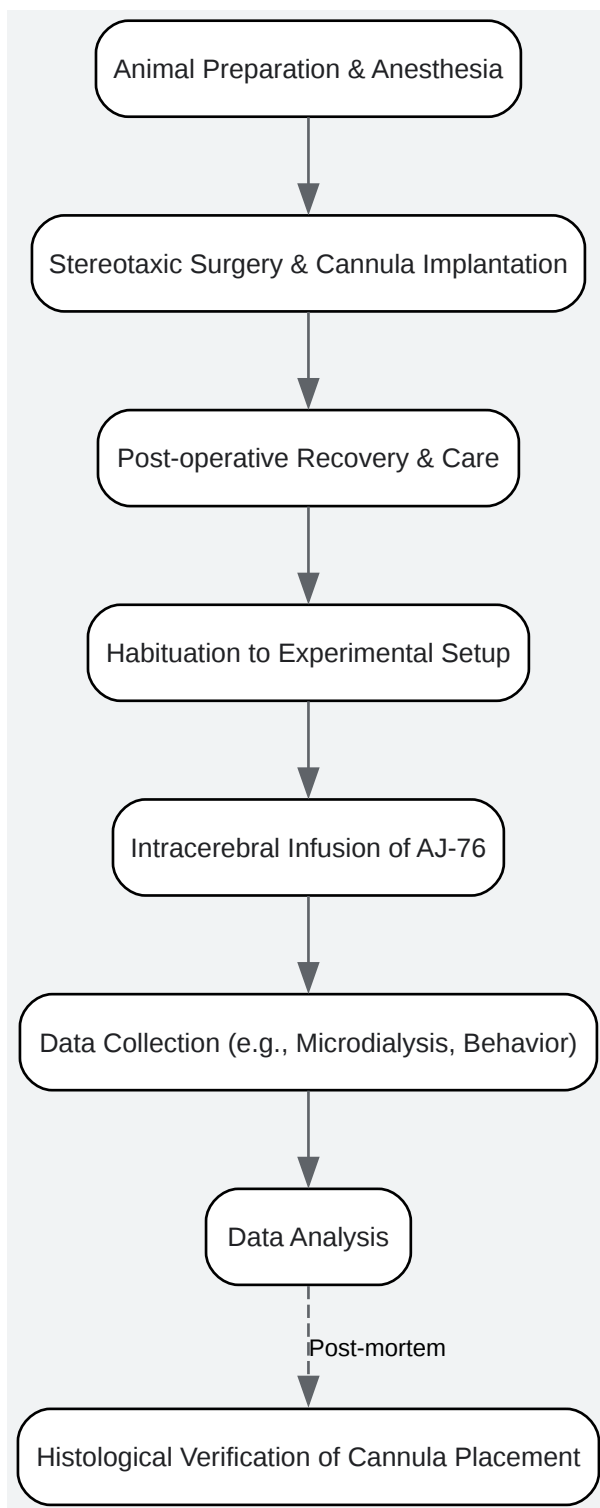 Animal Preparation & Anesthesia
Stereotaxic Surgery & Cannula Implantation
Post-operative Recovery & Care
Habituation to Experimental Setup
Intracerebral Infusion of AJ-76
Data Collection (e.g., Microdialysis, Behavior)
Data Analysis
Post-mortem
Histological Verification of Cannula Placement